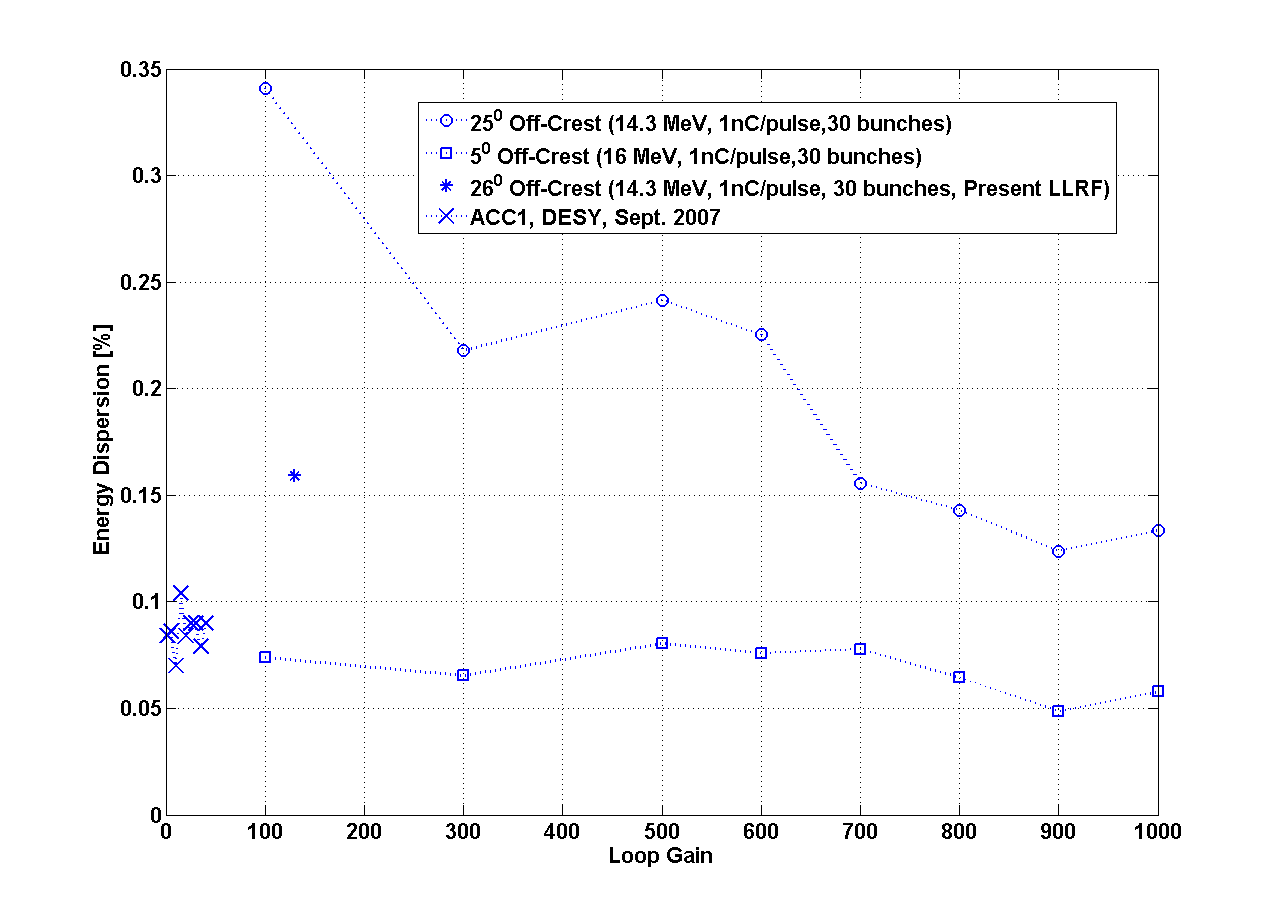 0.35
0.3
0.25
0.2
0.15
0.1
0.05
0
Energy Dispersion [%]
25⁰ Off-Crest (14.3 MeV, 1nC/pulse,30 bunches)
5⁰ Off-Crest (16 MeV, 1nC/pulse,30 bunches)
26⁰ Off-Crest (14.3 MeV, 1nC/pulse, 30 bunches, Present LLRF)
ACC1, DESY, Sept. 2007
0 100 200 300 400 500 600 700 800 900 1000
Loop Gain